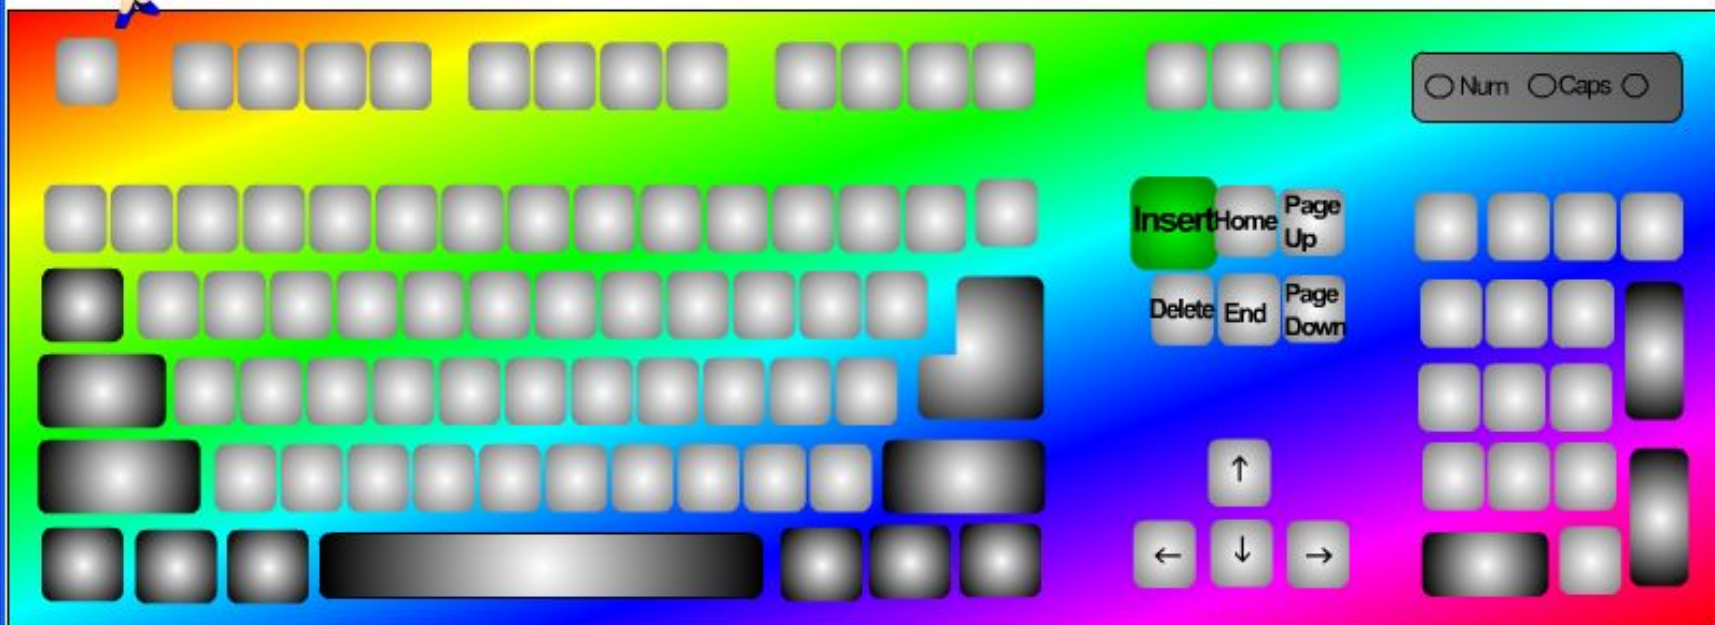 Num Caps
Insert Home Page Up
Delete End Page Down
↑
← ↓ →